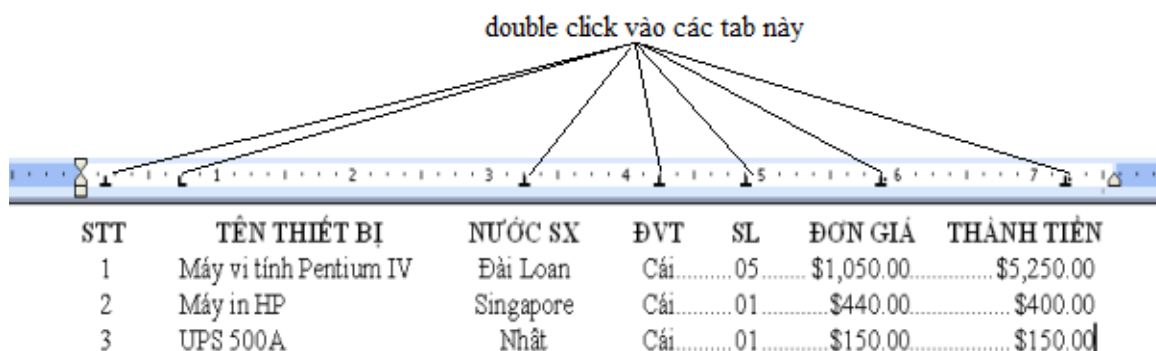 double click vào các tab này
1 2 3 4 5 6 7
STT TÊN THIẾT BỊ NƯỚC SX ĐVT SL ĐƠN GIÁ THÀNH TIỀN
1 Máy vi tính Pentium IV Đài Loan Cái..........05........ $1,050.00................$5,250.00
2 Máy in HP Singapore Cái..........01...........$440.00..................$400.00
3 UPS 500A Nhât Cái..........01...........$150.00..................$150.00